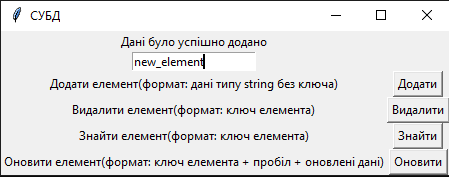 СУБД
Дані було успішно додано
new_element
Додати елемент(формат: дані типу string без ключа) Додати
Видалити елемент(формат: ключ елемента) Видалити
Знайти елемент(формат: ключ елемента) Знайти
Оновити елемент(формат: ключ елемента + пробіл + оновлені дані) Оновити